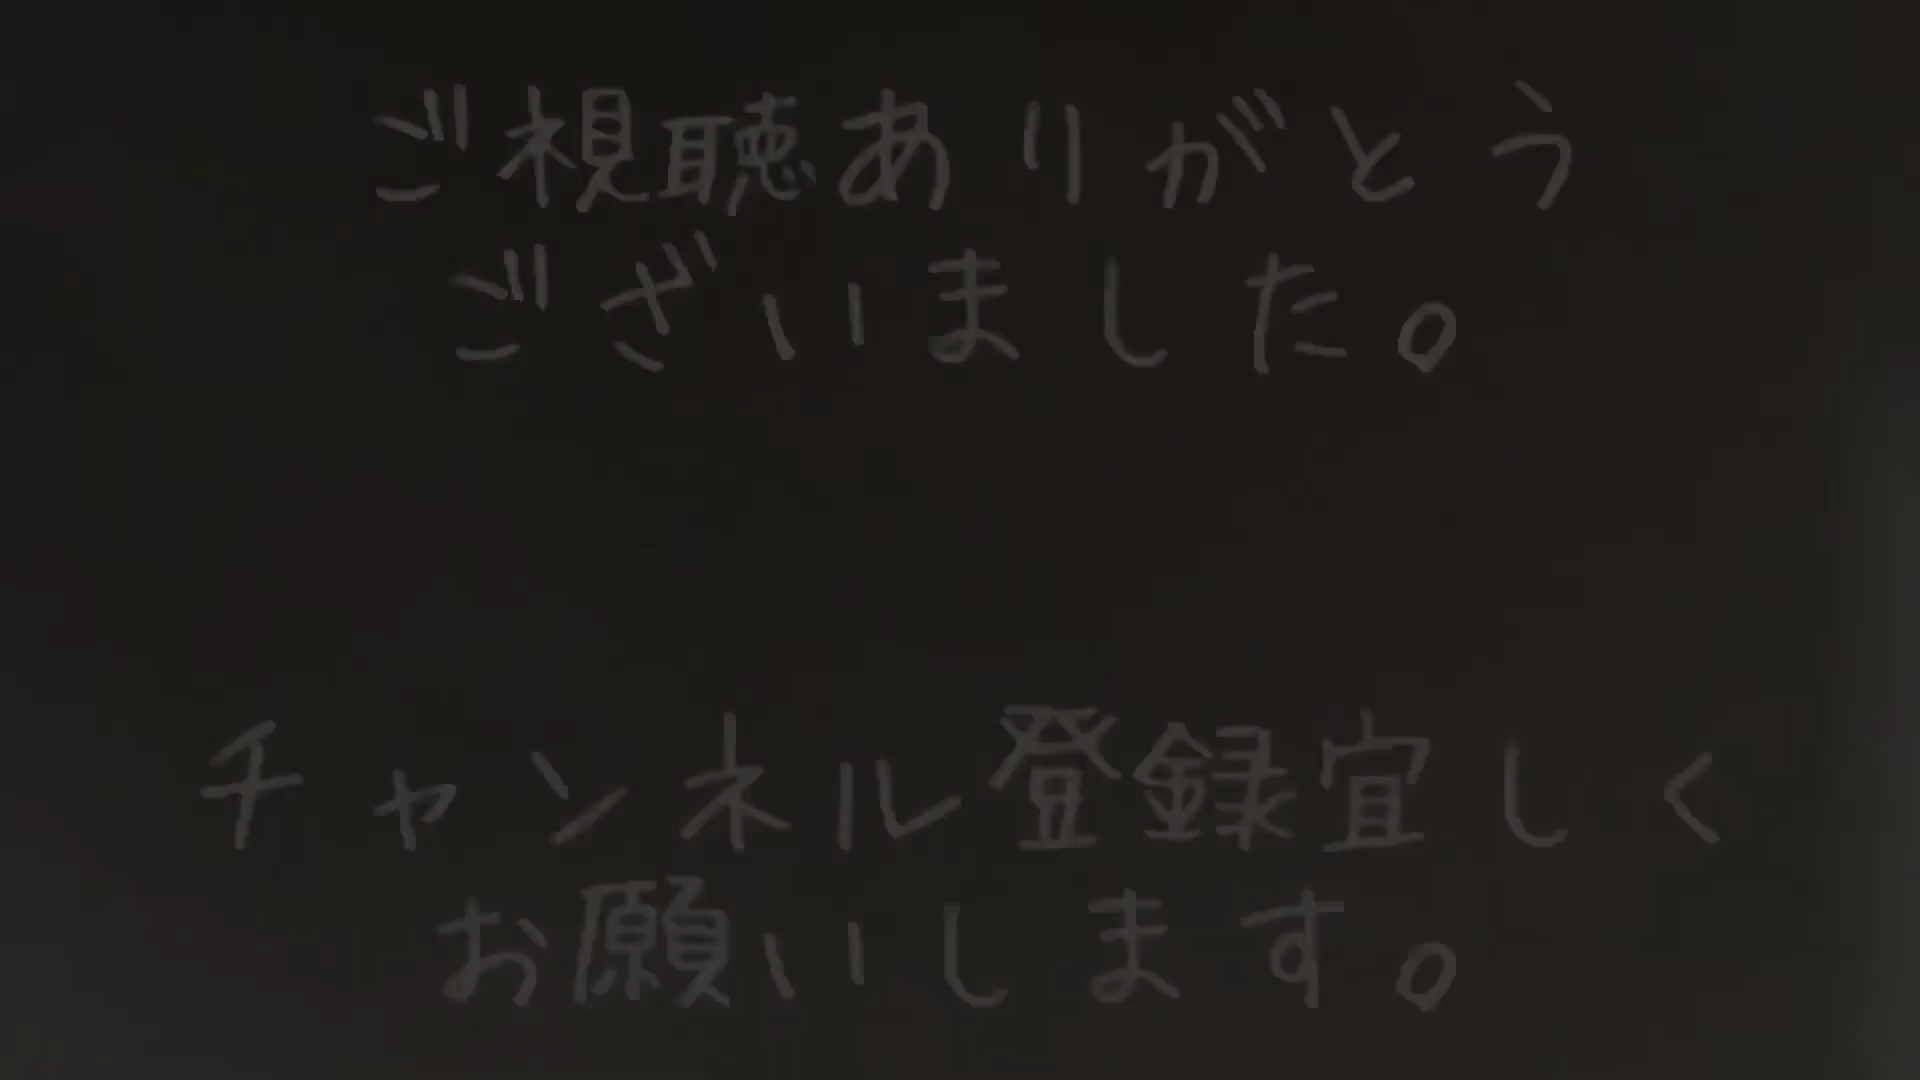 ご視聴ありがとう
ございました。
チャンネル登録宜しく
お願いします。